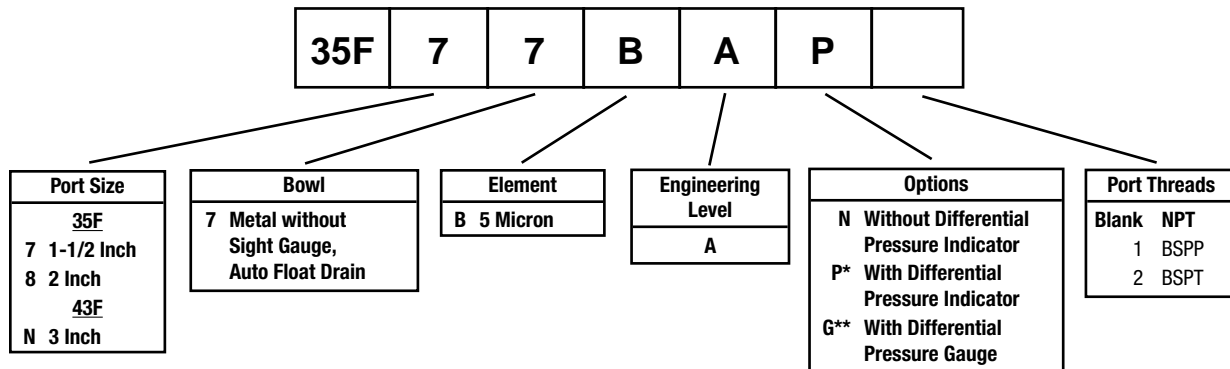 35F 7 7 B A P
Port Size
35F
7 1-1/2 Inch
8 2 Inch
43F
N 3 Inch
Bowl
7 Metal without
Sight Gauge,
Auto Float Drain
Element
B 5 Micron
Engineering
Level
A
Options
N Without Differential
Pressure Indicator
P* With Differential
Pressure Indicator
G** With Differential
Pressure Gauge
Port Threads
Blank NPT
1 BSPP
2 BSPT